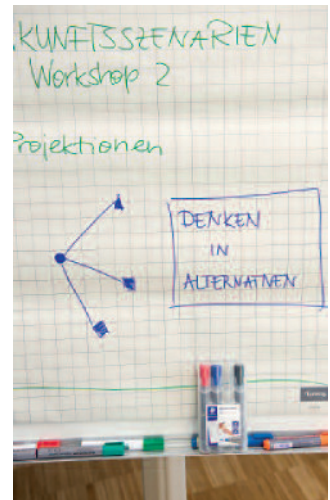 KUNFTSSZENARIEN
Workshop 2
Projektionen
DENKEN
IN
ALTERNATIVEN